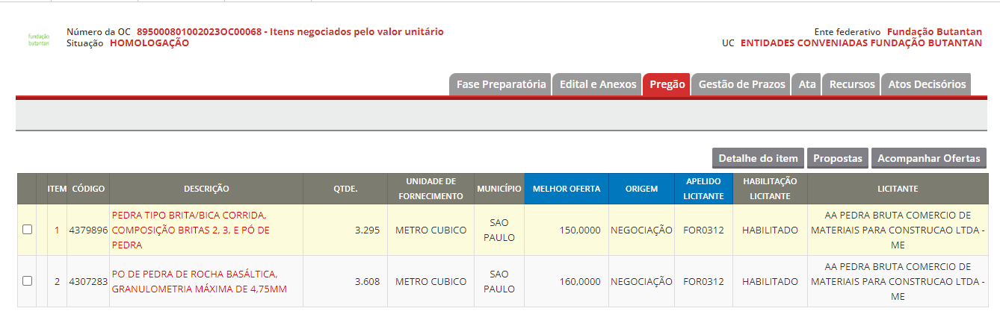 fundação
butantan
Número da OC 895000801002023OC00068 - Itens negociados pelo valor unitário
Situação HOMOLOGAÇÃO
Ente federativo Fundação Butantan
UC ENTIDADES CONVENIADAS FUNDAÇÃO BUTANTAN
Fase Preparatória Edital e Anexos Pregão Gestão de Prazos Ata Recursos Atos Decisórios
Detalhe do item Propostas Acompanhar Ofertas
ITEM CÓDIGO DESCRIÇÃO QTDE. UNIDADE DE FORNECIMENTO MUNICÍPIO MELHOR OFERTA ORIGEM APELIDO LICITANTE HABILITAÇÃO LICITANTE LICITANTE
1 4379896 PEDRA TIPO BRITA/BICA CORRIDA,
COMPOSIÇÃO BRITAS 2, 3, E PÓ DE
PEDRA
3.295 METRO CUBICO SAO
PAULO
150,0000 NEGOCIAÇÃO FOR0312 HABILITADO AA PEDRA BRUTA COMERCIO DE
MATERIAIS PARA CONSTRUCAO LTDA -
ME
2 4307283 PO DE PEDRA DE ROCHA BASÁLTICA,
GRANULOMETRIA MÁXIMA DE 4,75MM
3.608 METRO CUBICO SAO
PAULO
160,0000 NEGOCIAÇÃO FOR0312 HABILITADO AA PEDRA BRUTA COMERCIO DE
MATERIAIS PARA CONSTRUCAO LTDA -
ME